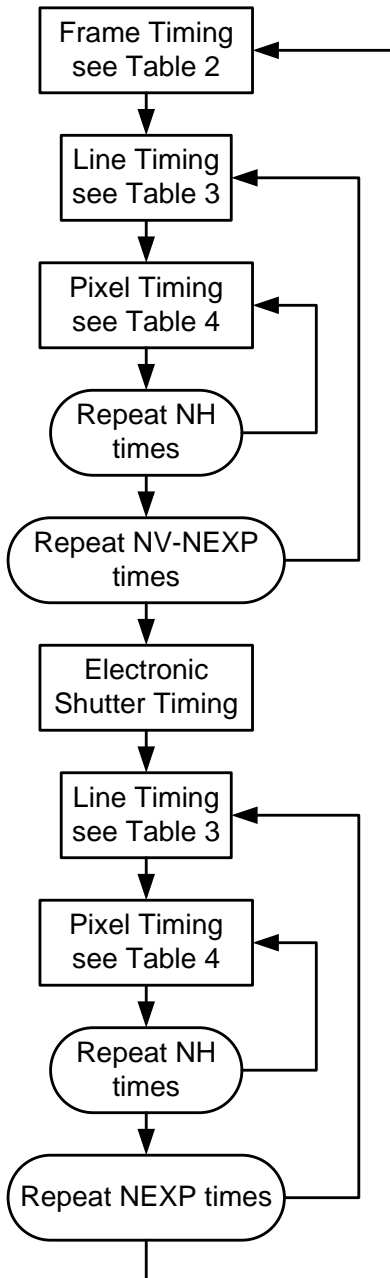 Frame Timing
see Table 2
Line Timing
see Table 3
Pixel Timing
see Table 4
Repeat NH
times
Repeat NV-NEXP
times
Electronic
Shutter Timing
Line Timing
see Table 3
Pixel Timing
see Table 4
Repeat NH
times
Repeat NEXP times